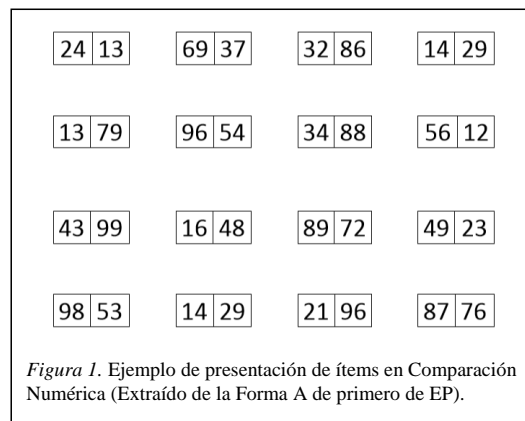 24 13 69 37 32 86 14 29
13 79 96 54 34 88 56 12
43 99 16 48 89 72 49 23
98 53 14 29 21 96 87 76
Figura 1. Ejemplo de presentación de ítems en Comparación
Numérica (Extraído de la Forma A de primero de EP).